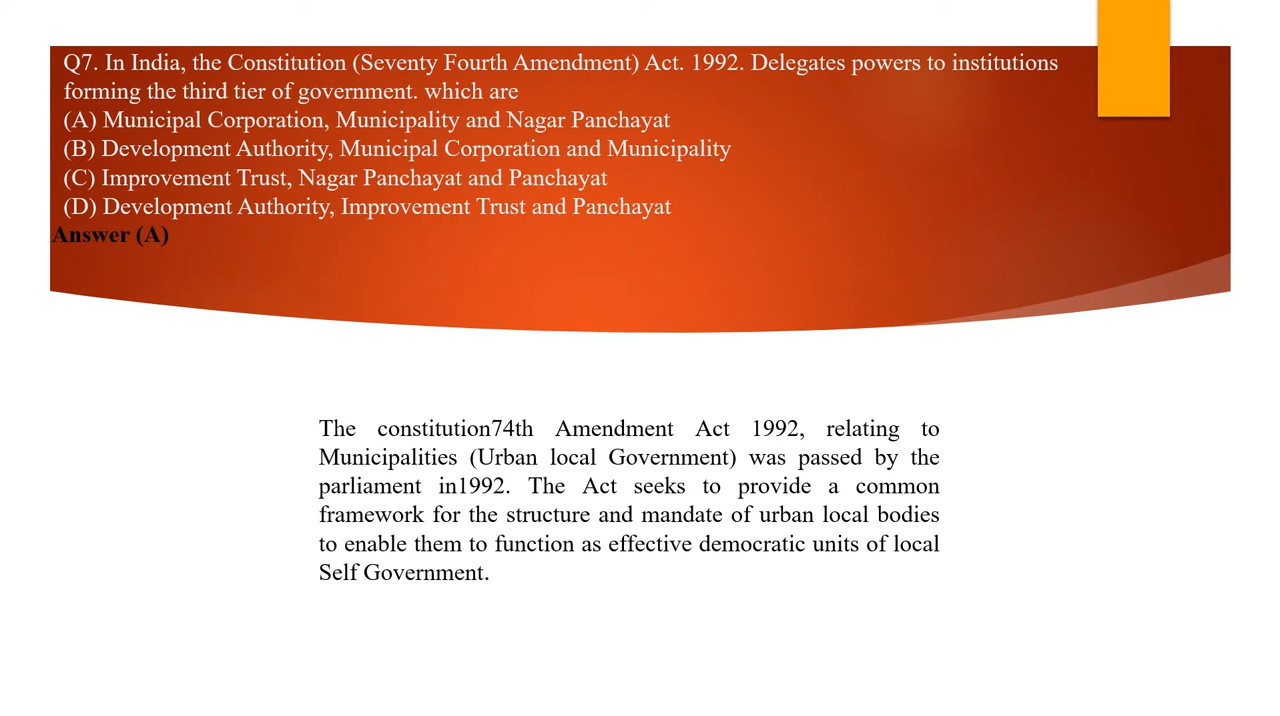 Q7. In India, the Constitution (Seventy Fourth Amendment) Act. 1992. Delegates powers to institutions
forming the third tier of government. which are
(A) Municipal Corporation, Municipality and Nagar Panchayat
(B) Development Authority, Municipal Corporation and Municipality
(C) Improvement Trust, Nagar Panchayat and Panchayat
(D) Development Authority, Improvement Trust and Panchayat
Answer (A)
The constitution74th Amendment Act 1992, relating to
Municipalities (Urban local Government) was passed by the
parliament in1992. The Act seeks to provide a common
framework for the structure and mandate of urban local bodies
to enable them to function as effective democratic units of local
Self Government.